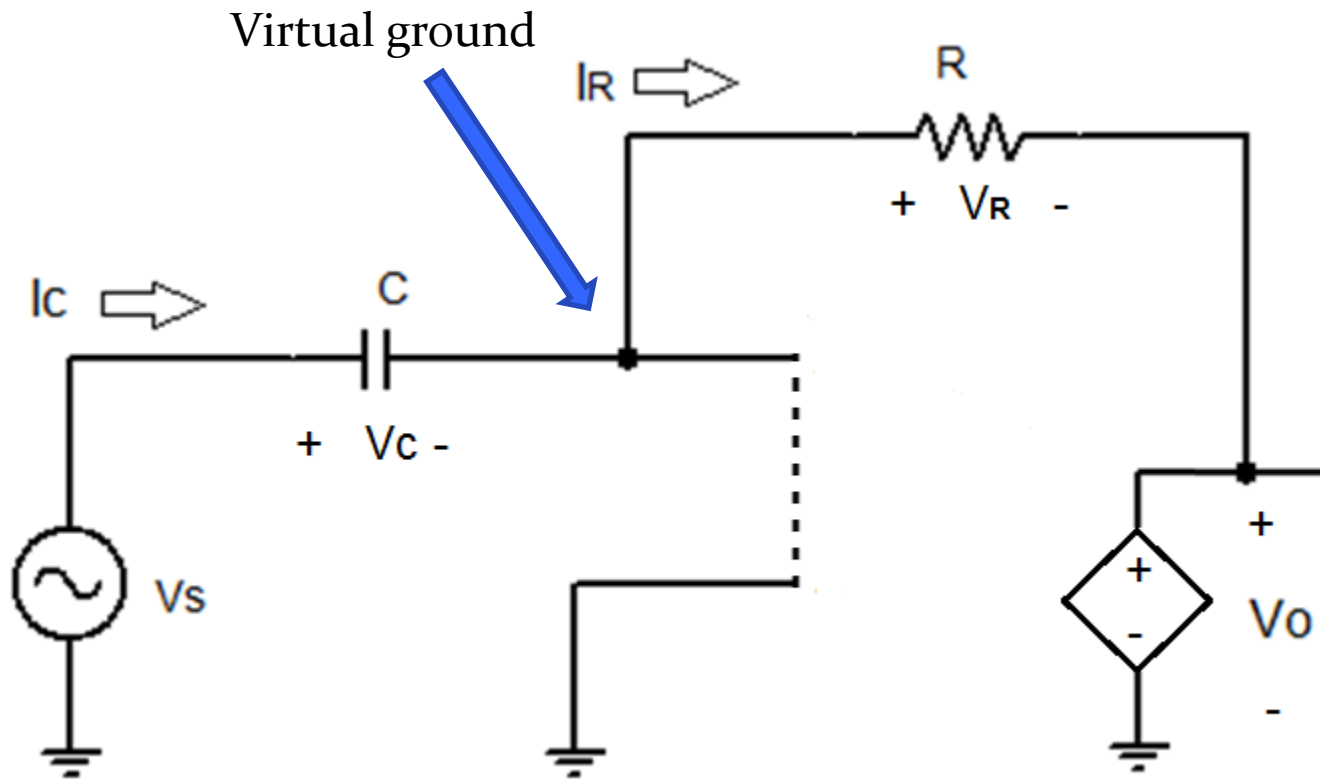 Virtual ground
IR
R
+ VR -
IC
C
+ Vc -
Vs
+
+
-
Vo
-